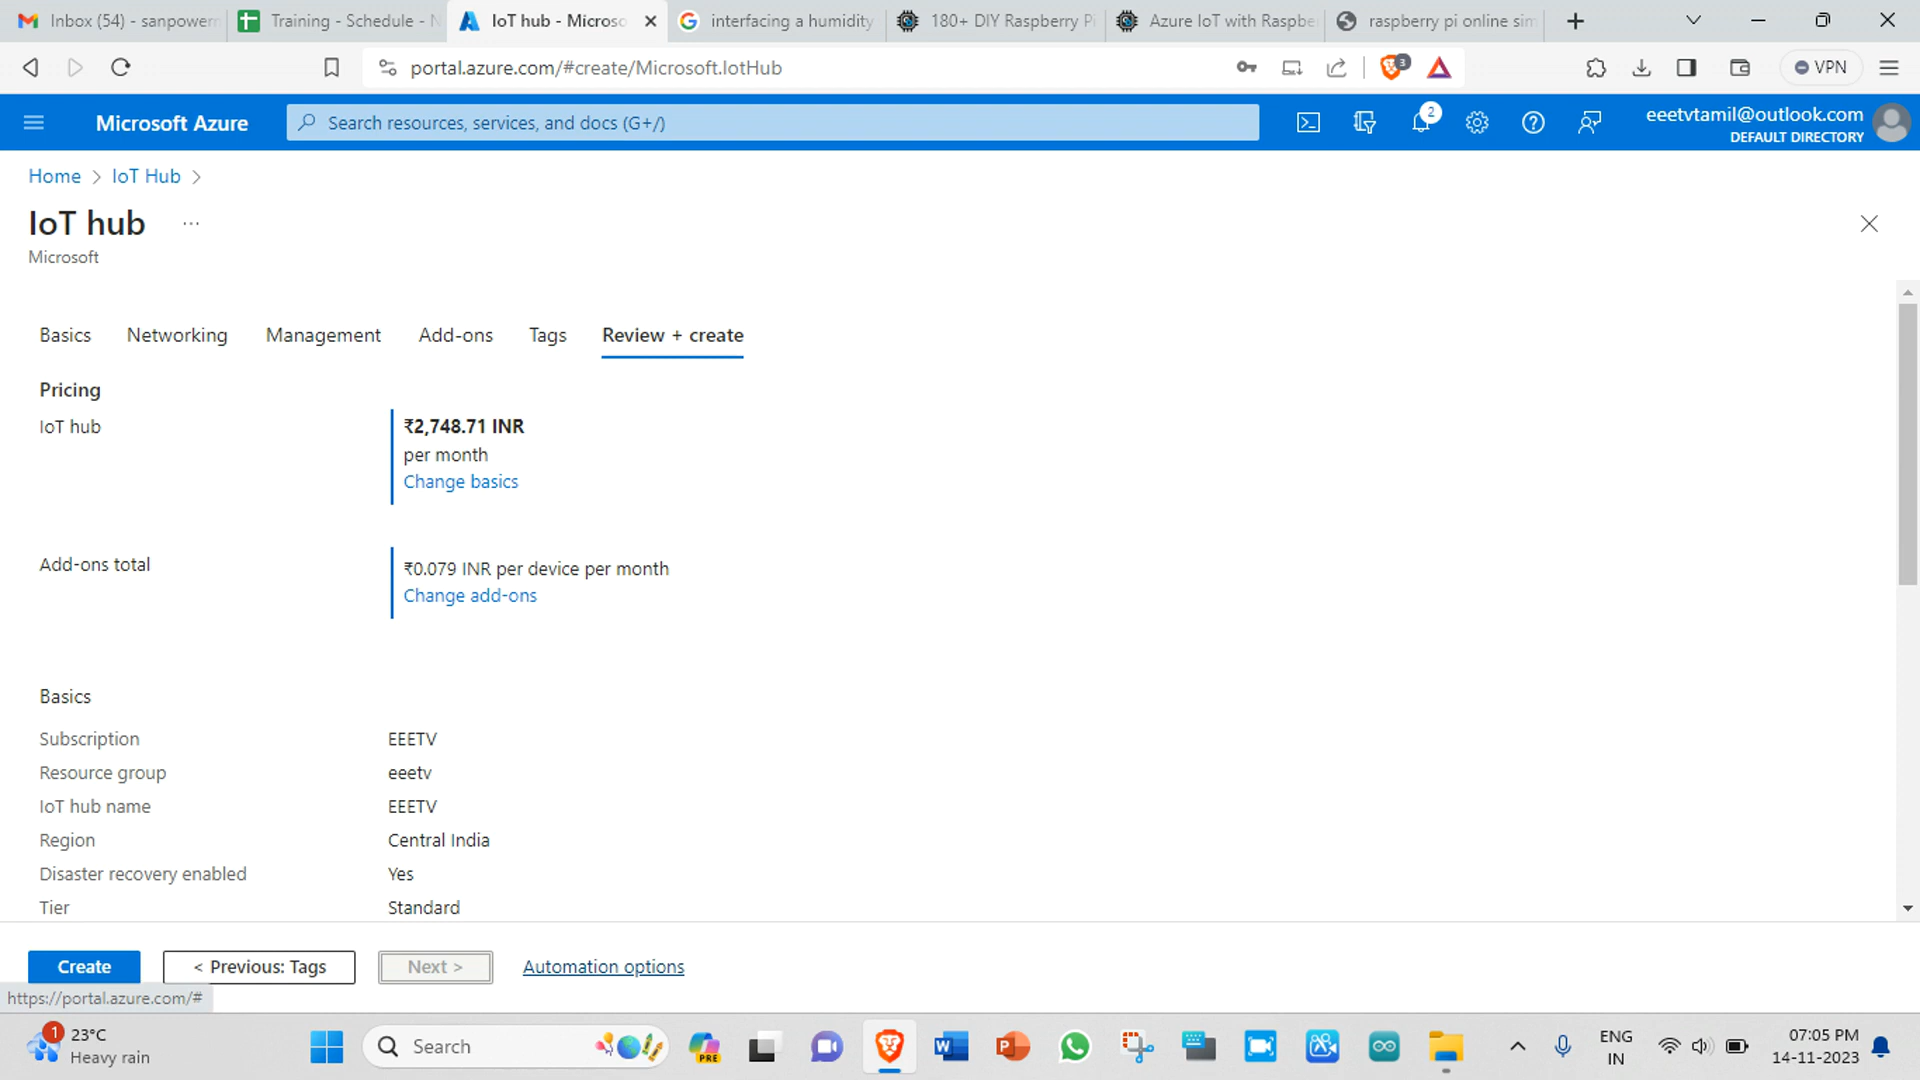 Inbox (54) - sanpowern
Training - Schedule - N
IoT hub - Microso
interfacing a humidity
180+ DIY Raspberry Pi
Azure IoT with Raspbe
raspberry pi online sim
portal.azure.com/#create/Microsoft.IotHub
3
VPN
Microsoft Azure
Search resources, services, and docs (G+/)
2
eeetvtamil@outlook.com
DEFAULT DIRECTORY
Home > IoT Hub >
IoT hub ...
Microsoft
Basics Networking Management Add-ons Tags Review + create
Pricing
IoT hub
₹2,748.71 INR
per month
Change basics
Add-ons total
₹0.079 INR per device per month
Change add-ons
Basics
Subscription EEETV
Resource group eeetv
IoT hub name EEETV
Region Central India
Disaster recovery enabled Yes
Tier Standard
Create < Previous: Tags Next > Automation options
https://portal.azure.com/#
1
23°C
Heavy rain
Search
PRE
ENG
IN
07:05 PM
14-11-2023